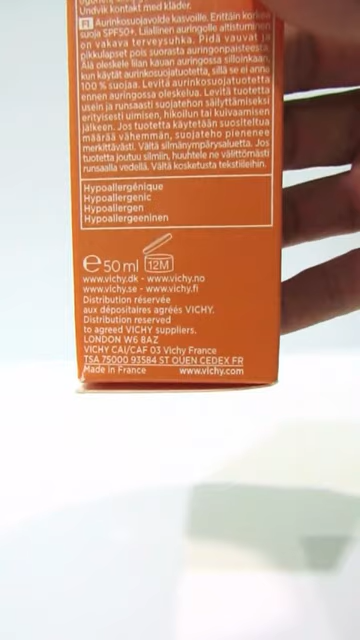 Undvik kontakt med kläder.
FI Aurinkosuojavoide kasvoille. Erittäin korkea
suoja SPF50+. Liiallinen auringolle altistuminen
on vakava terveysuhka. Pidä vauvat ja
pikkulapset pois suorasta auringonpaisteesta.
Älä oleskele liian kauan auringossa silloinkaan,
kun käytät aurinkosuojatuotetta, sillä se ei anna
100 % suojaa. Levitä aurinkosuojatuotetta
ennen auringossa oleskelua. Levitä tuotetta
usein ja runsaasti suojatehon säilyttämiseksi
erityisesti uimisen, hikoilun tai kuivaamisen
jälkeen. Jos tuotetta käytetään suositeltua
määrää vähemmän, suojateho pienenee
merkittävästi. Vältä silmänympärysaluetta. Jos
tuotetta joutuu silmiin, huuhtele ne välittömästi
runsaalla vedellä. Vältä kosketusta tekstiileihin.
Hypoallergénique
Hypoallergenic
Hypoallergen
Hypoallergeeninen
e 50 ml 12M
www.vichy.dk - www.vichy.no
www.vichy.se - www.vichy.fi
Distribution réservée
aux dépositaires agréés VICHY.
Distribution reserved
to agreed VICHY suppliers.
LONDON W6 8AZ
VICHY CAI/CAF 03 Vichy France
TSA 75000 93584 ST OUEN CEDEX FR
Made in France www.vichy.com